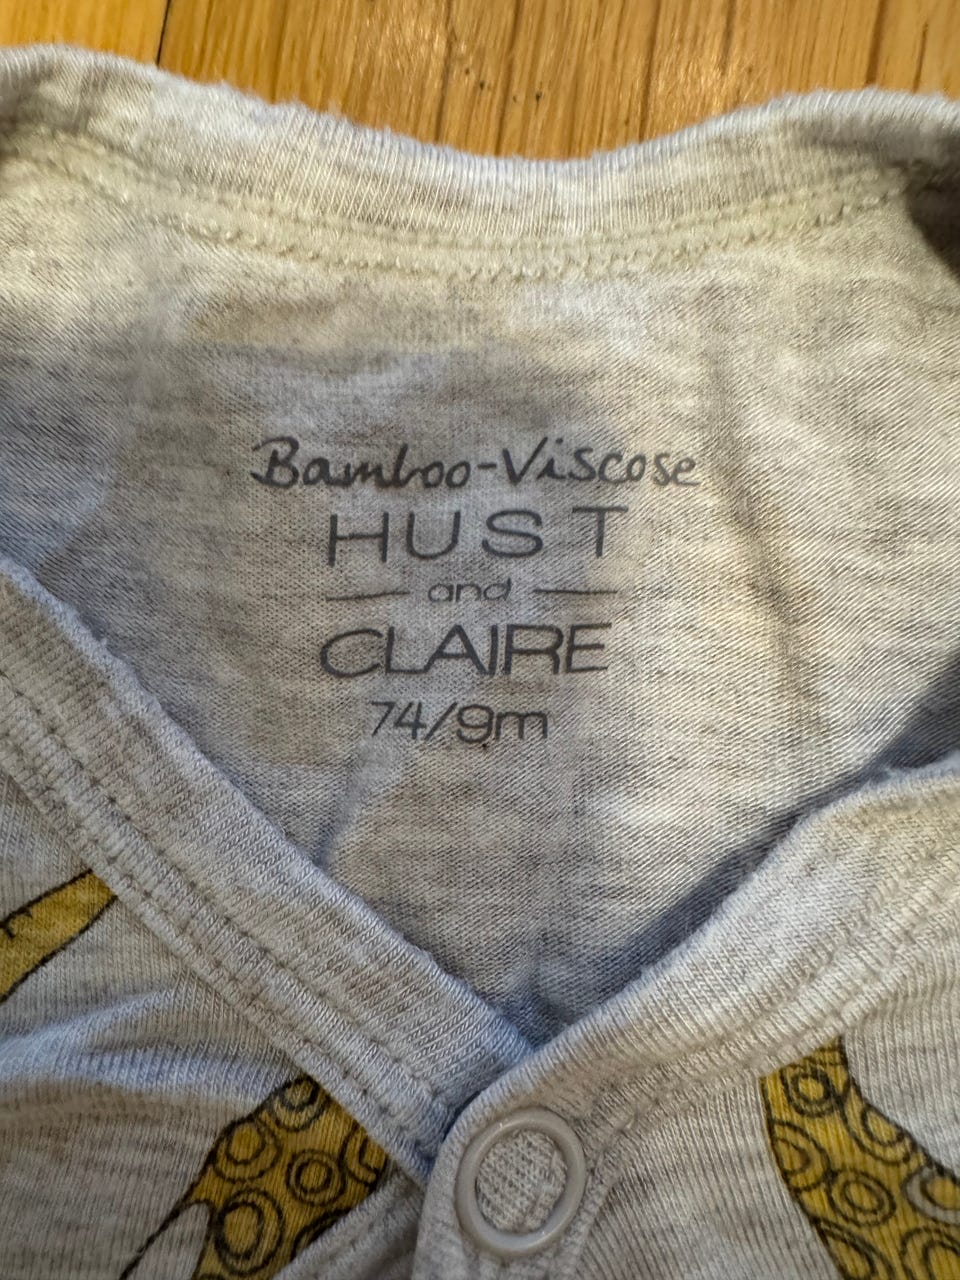 Bamboo-Viscose
HUST
and
CLAIRE
74/9m